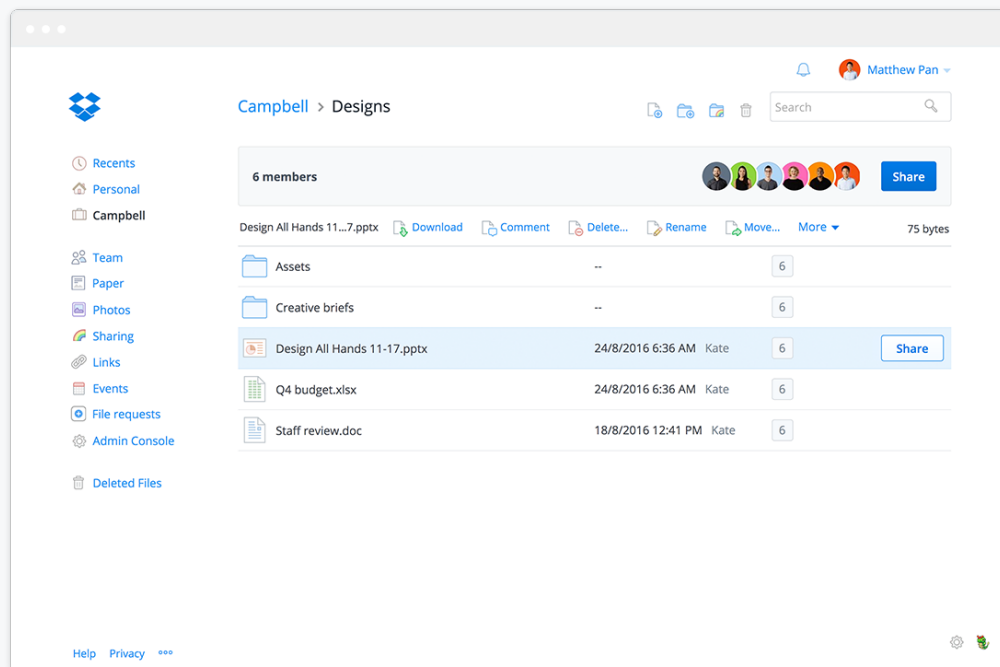 Matthew Pan
Campbell > Designs
Search
Recents
Personal
Campbell
Team
Paper
Photos
Sharing
Links
Events
File requests
Admin Console
Deleted Files
6 members Share
Design All Hands 11...7.pptx Download Comment Delete... Rename Move... More 75 bytes
Assets -- 6
Creative briefs -- 6
Design All Hands 11-17.pptx 24/8/2016 6:36 AM Kate 6 Share
Q4 budget.xlsx 24/8/2016 6:36 AM Kate 6
Staff review.doc 18/8/2016 12:41 PM Kate 6
Help Privacy